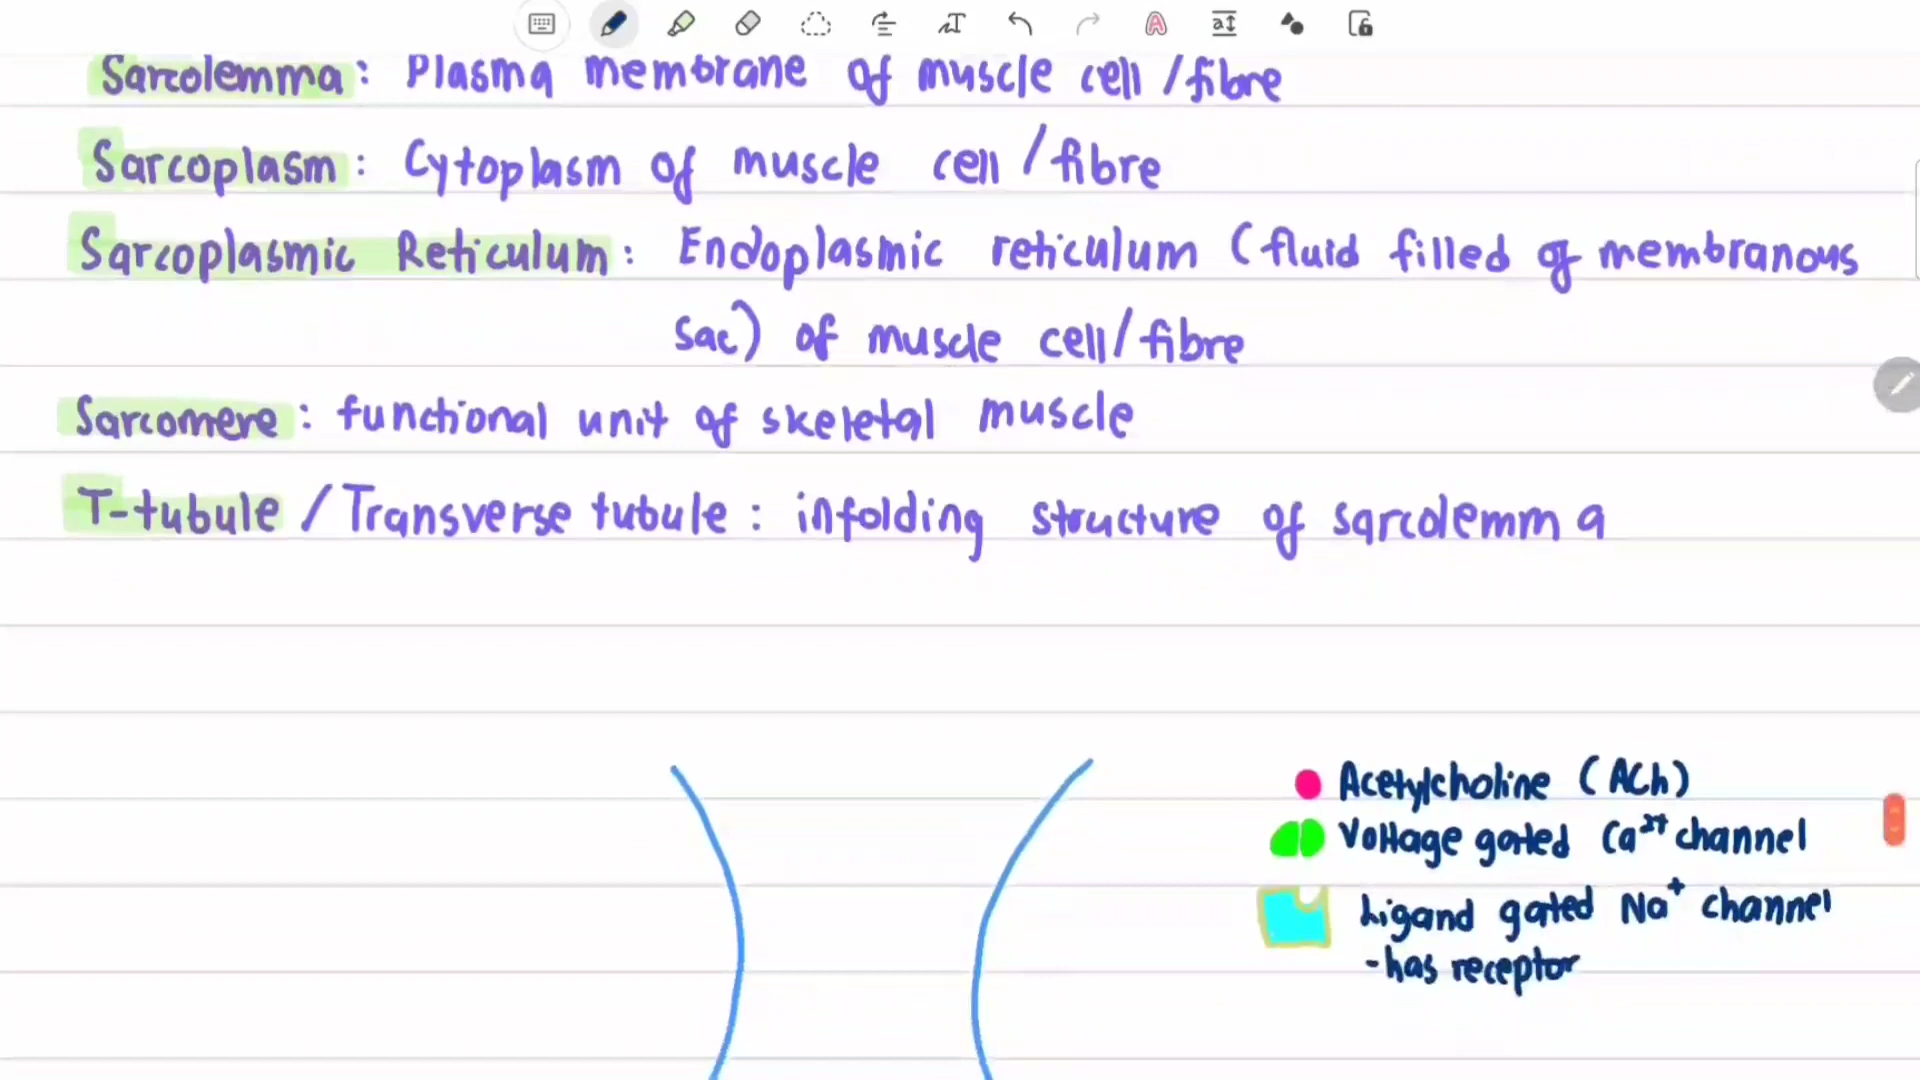 Sarcolemma: Plasma membrane of muscle cell/fibre
Sarcoplasm: Cytoplasm of muscle cell/fibre
Sarcoplasmic Reticulum: Endoplasmic reticulum (fluid filled of membranous
sac) of muscle cell/fibre
Sarcomere: functional unit of skeletal muscle
T-tubule/Transverse tubule: infolding structure of sarcolemma
Acetylcholine (ACh)
Voltage gated Ca²⁺ channel
Ligand gated Na⁺ channel
-has receptor